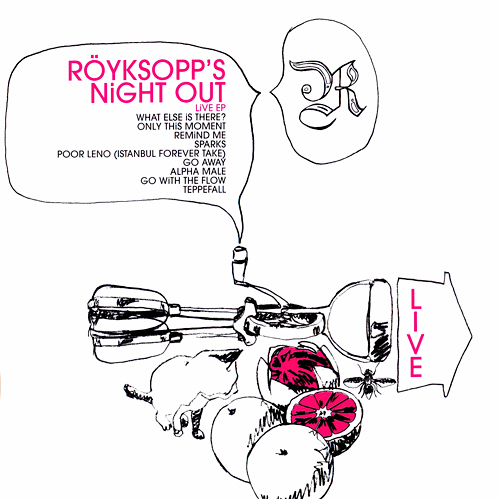 RÖYKSOPP'S
NiGHT OUT
LiVE EP
WHAT ELSE iS THERE?
ONLY THIS MOMENT
REMiND ME
SPARKS
POOR LENO (ISTANBUL FOREVER TAKE)
GO AWAY
ALPHA MALE
GO WiTH THE FLOW
TEPPEFALL
R
LIVE